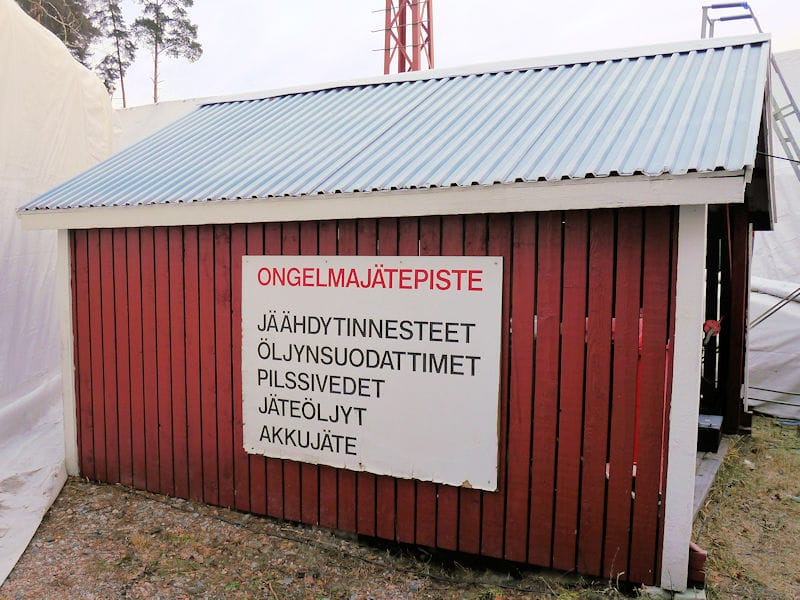 ONGELMAJÄTEPISTE
JÄÄHDYTINNESTEET
ÖLJYNSUODATTIMET
PILSSIVEDET
JÄTEÖLJYT
AKKUJÄTE